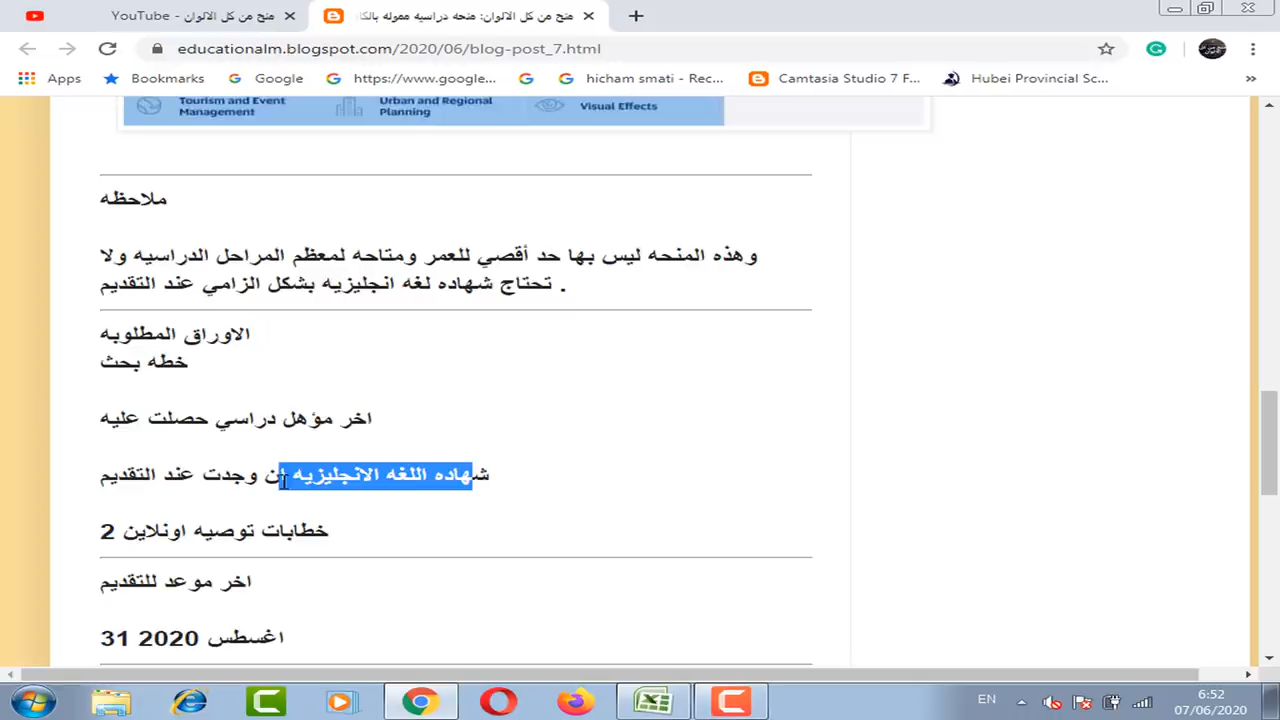 منح من كل الالوان - YouTube
منح من كل الالوان: منحه دراسيه مموله بالكا
educationalm.blogspot.com/2020/06/blog-post_7.html
Apps
Bookmarks
Google
https://www.google...
hicham smati - Rec...
Camtasia Studio 7 F...
Hubei Provincial Sc...
»
Tourism and Event Management
Urban and Regional Planning
Visual Effects
ملاحظه
وهذه المنحه ليس بها حد أقصي للعمر ومتاحه لمعظم المراحل الدراسيه ولا
تحتاج شهاده لغه انجليزيه بشكل الزامي عند التقديم .
الاوراق المطلوبه
خطه بحث
اخر مؤهل دراسي حصلت عليه
شهاده اللغه الانجليزيه إن وجدت عند التقديم
خطابات توصيه اونلاين 2
اخر موعد للتقديم
31 اغسطس 2020
EN
6:52
07/06/2020